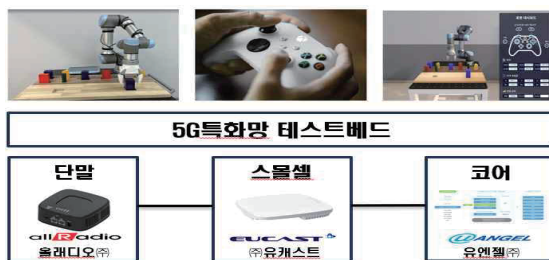 5G특화망 테스트베드
단말
스몰셀
코어
allRadio
EUCAST
UANGEL
올래디오㈜
㈜유캐스트
유엔젤㈜